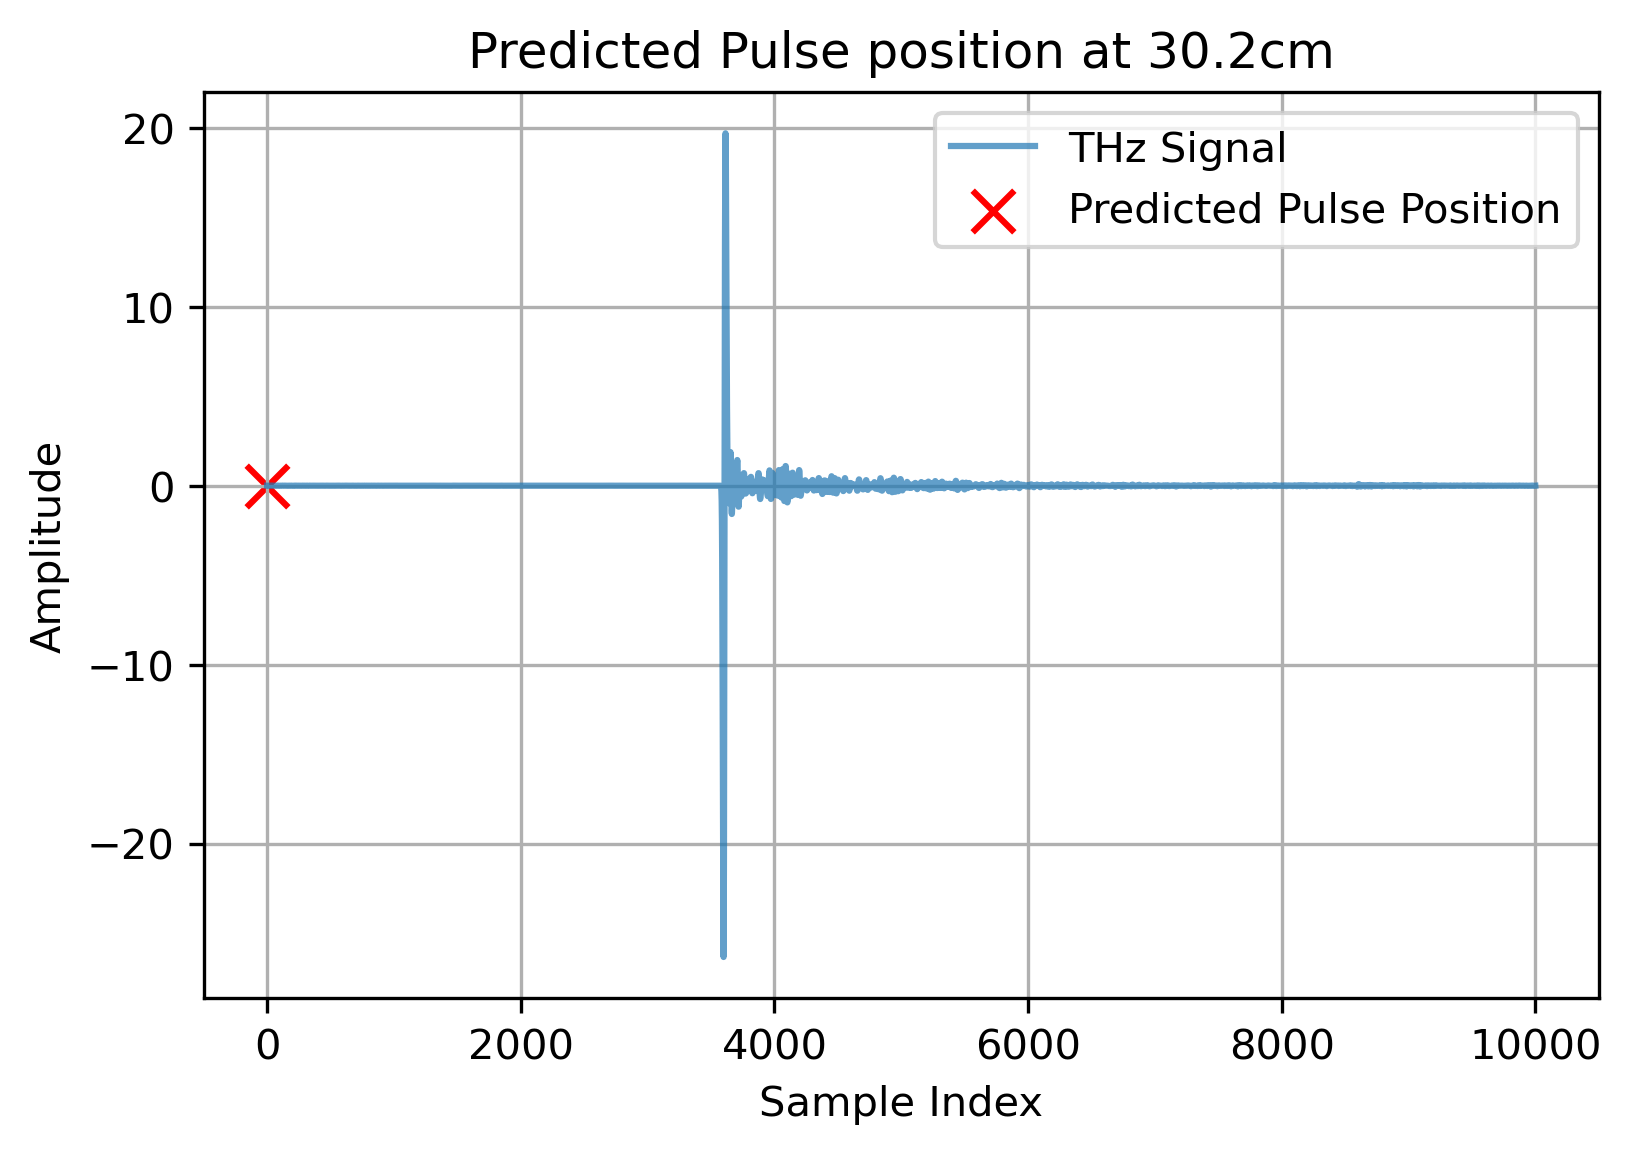 Predicted Pulse position at 30.2cm
THz Signal
Predicted Pulse Position
20
10
0
−10
−20
Amplitude
0 2000 4000 6000 8000 10000
Sample Index